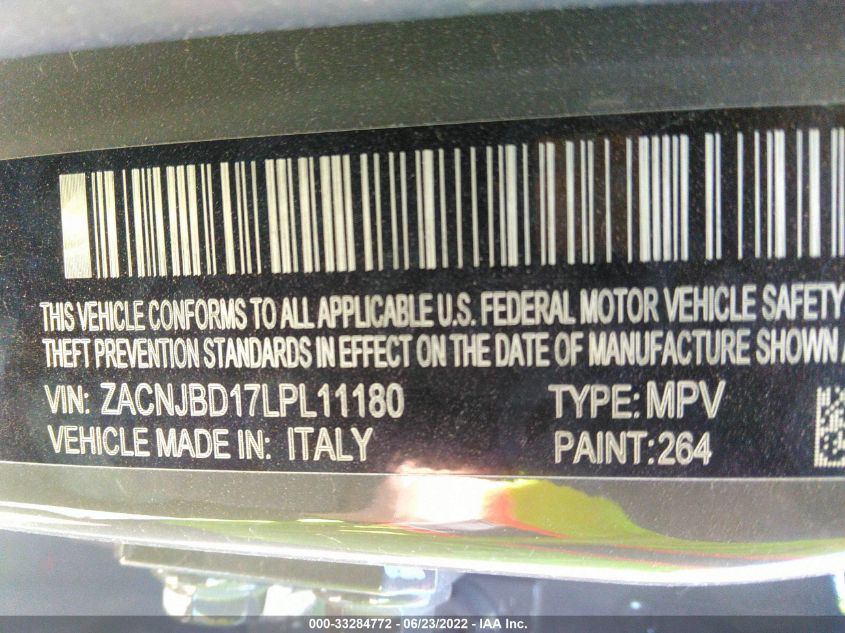 THIS VEHICLE CONFORMS TO ALL APPLICABLE U.S. FEDERAL MOTOR VEHICLE SAFETY
THEFT PREVENTION STANDARDS IN EFFECT ON THE DATE OF MANUFACTURE SHOWN
VIN: ZACNJBD17LPL11180 TYPE: MPV
VEHICLE MADE IN: ITALY PAINT: 264
000-33284772 - 06/23/2022 - IAA Inc.